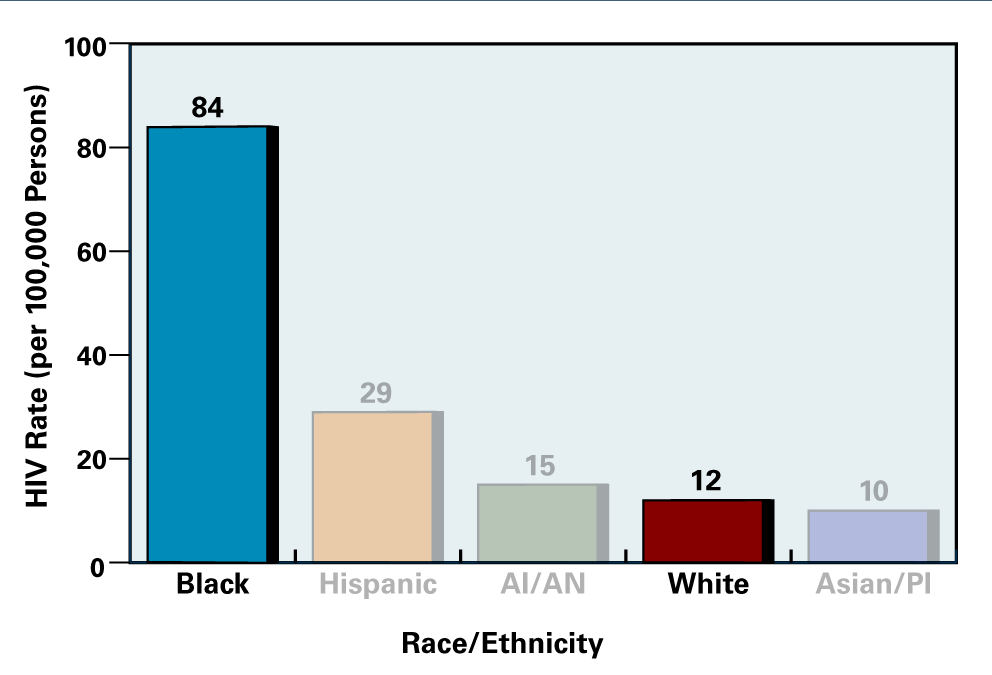 HIV Rate (per 100,000 Persons)
100
80
60
40
20
0
84
29
15
12
10
Black
Hispanic
AI/AN
White
Asian/PI
Race/Ethnicity